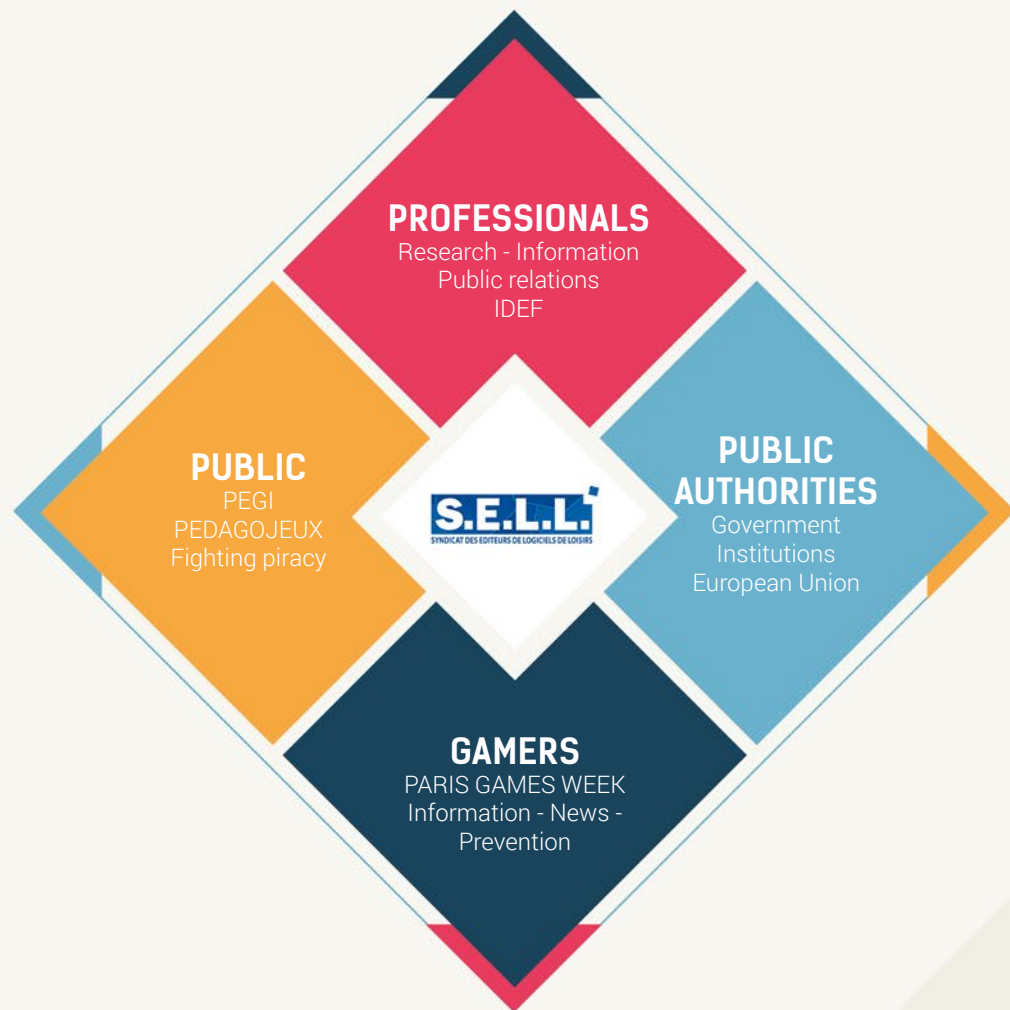 PROFESSIONALS
Research - Information
Public relations
IDEF
PUBLIC
PEGI
PEDAGOJEUX
Fighting piracy
S.E.L.L.
SYNDICAT DES EDITEURS DE LOGICIELS DE LOISIRS
PUBLIC
AUTHORITIES
Government
Institutions
European Union
GAMERS
PARIS GAMES WEEK
Information - News -
Prevention